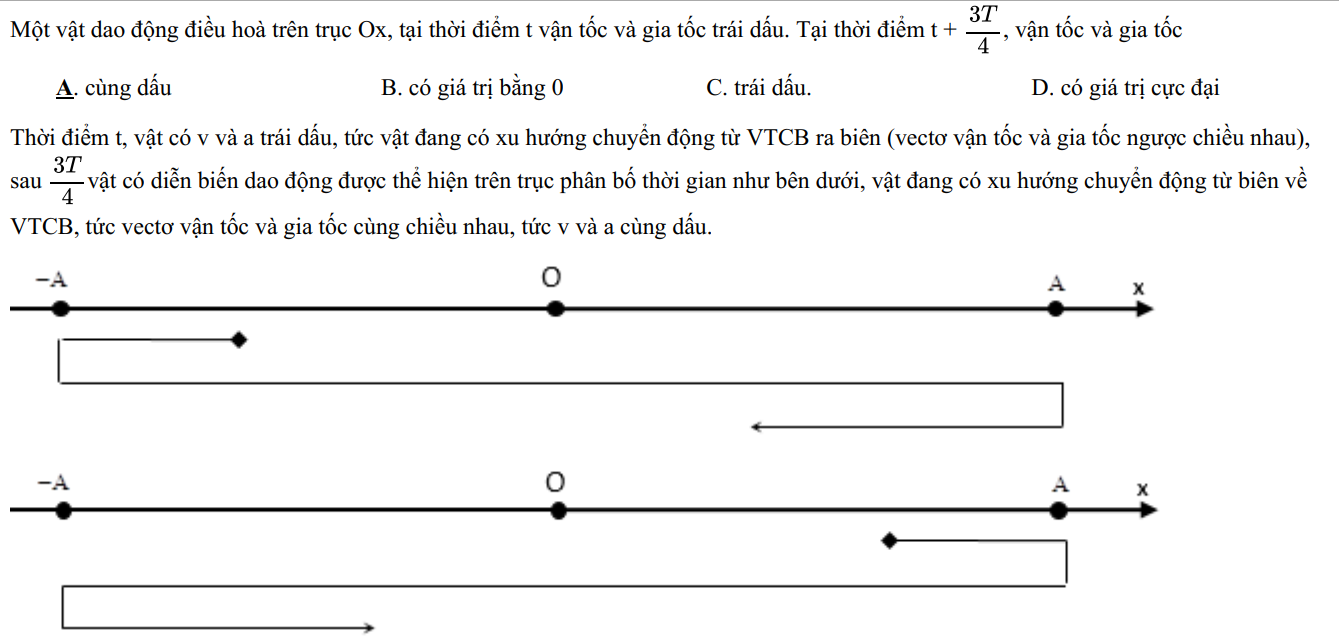 Một vật dao động điều hoà trên trục Ox, tại thời điểm t vận tốc và gia tốc trái dấu. Tại thời điểm t + 3T/4, vận tốc và gia tốc
A. cùng dấu B. có giá trị bằng 0 C. trái dấu. D. có giá trị cực đại
Thời điểm t, vật có v và a trái dấu, tức vật đang có xu hướng chuyển động từ VTCB ra biên (vectơ vận tốc và gia tốc ngược chiều nhau),
sau 3T/4 vật có diễn biến dao động được thể hiện trên trục phân bố thời gian như bên dưới, vật đang có xu hướng chuyển động từ biên về
VTCB, tức vectơ vận tốc và gia tốc cùng chiều nhau, tức v và a cùng dấu.
−A O A x
−A O A x